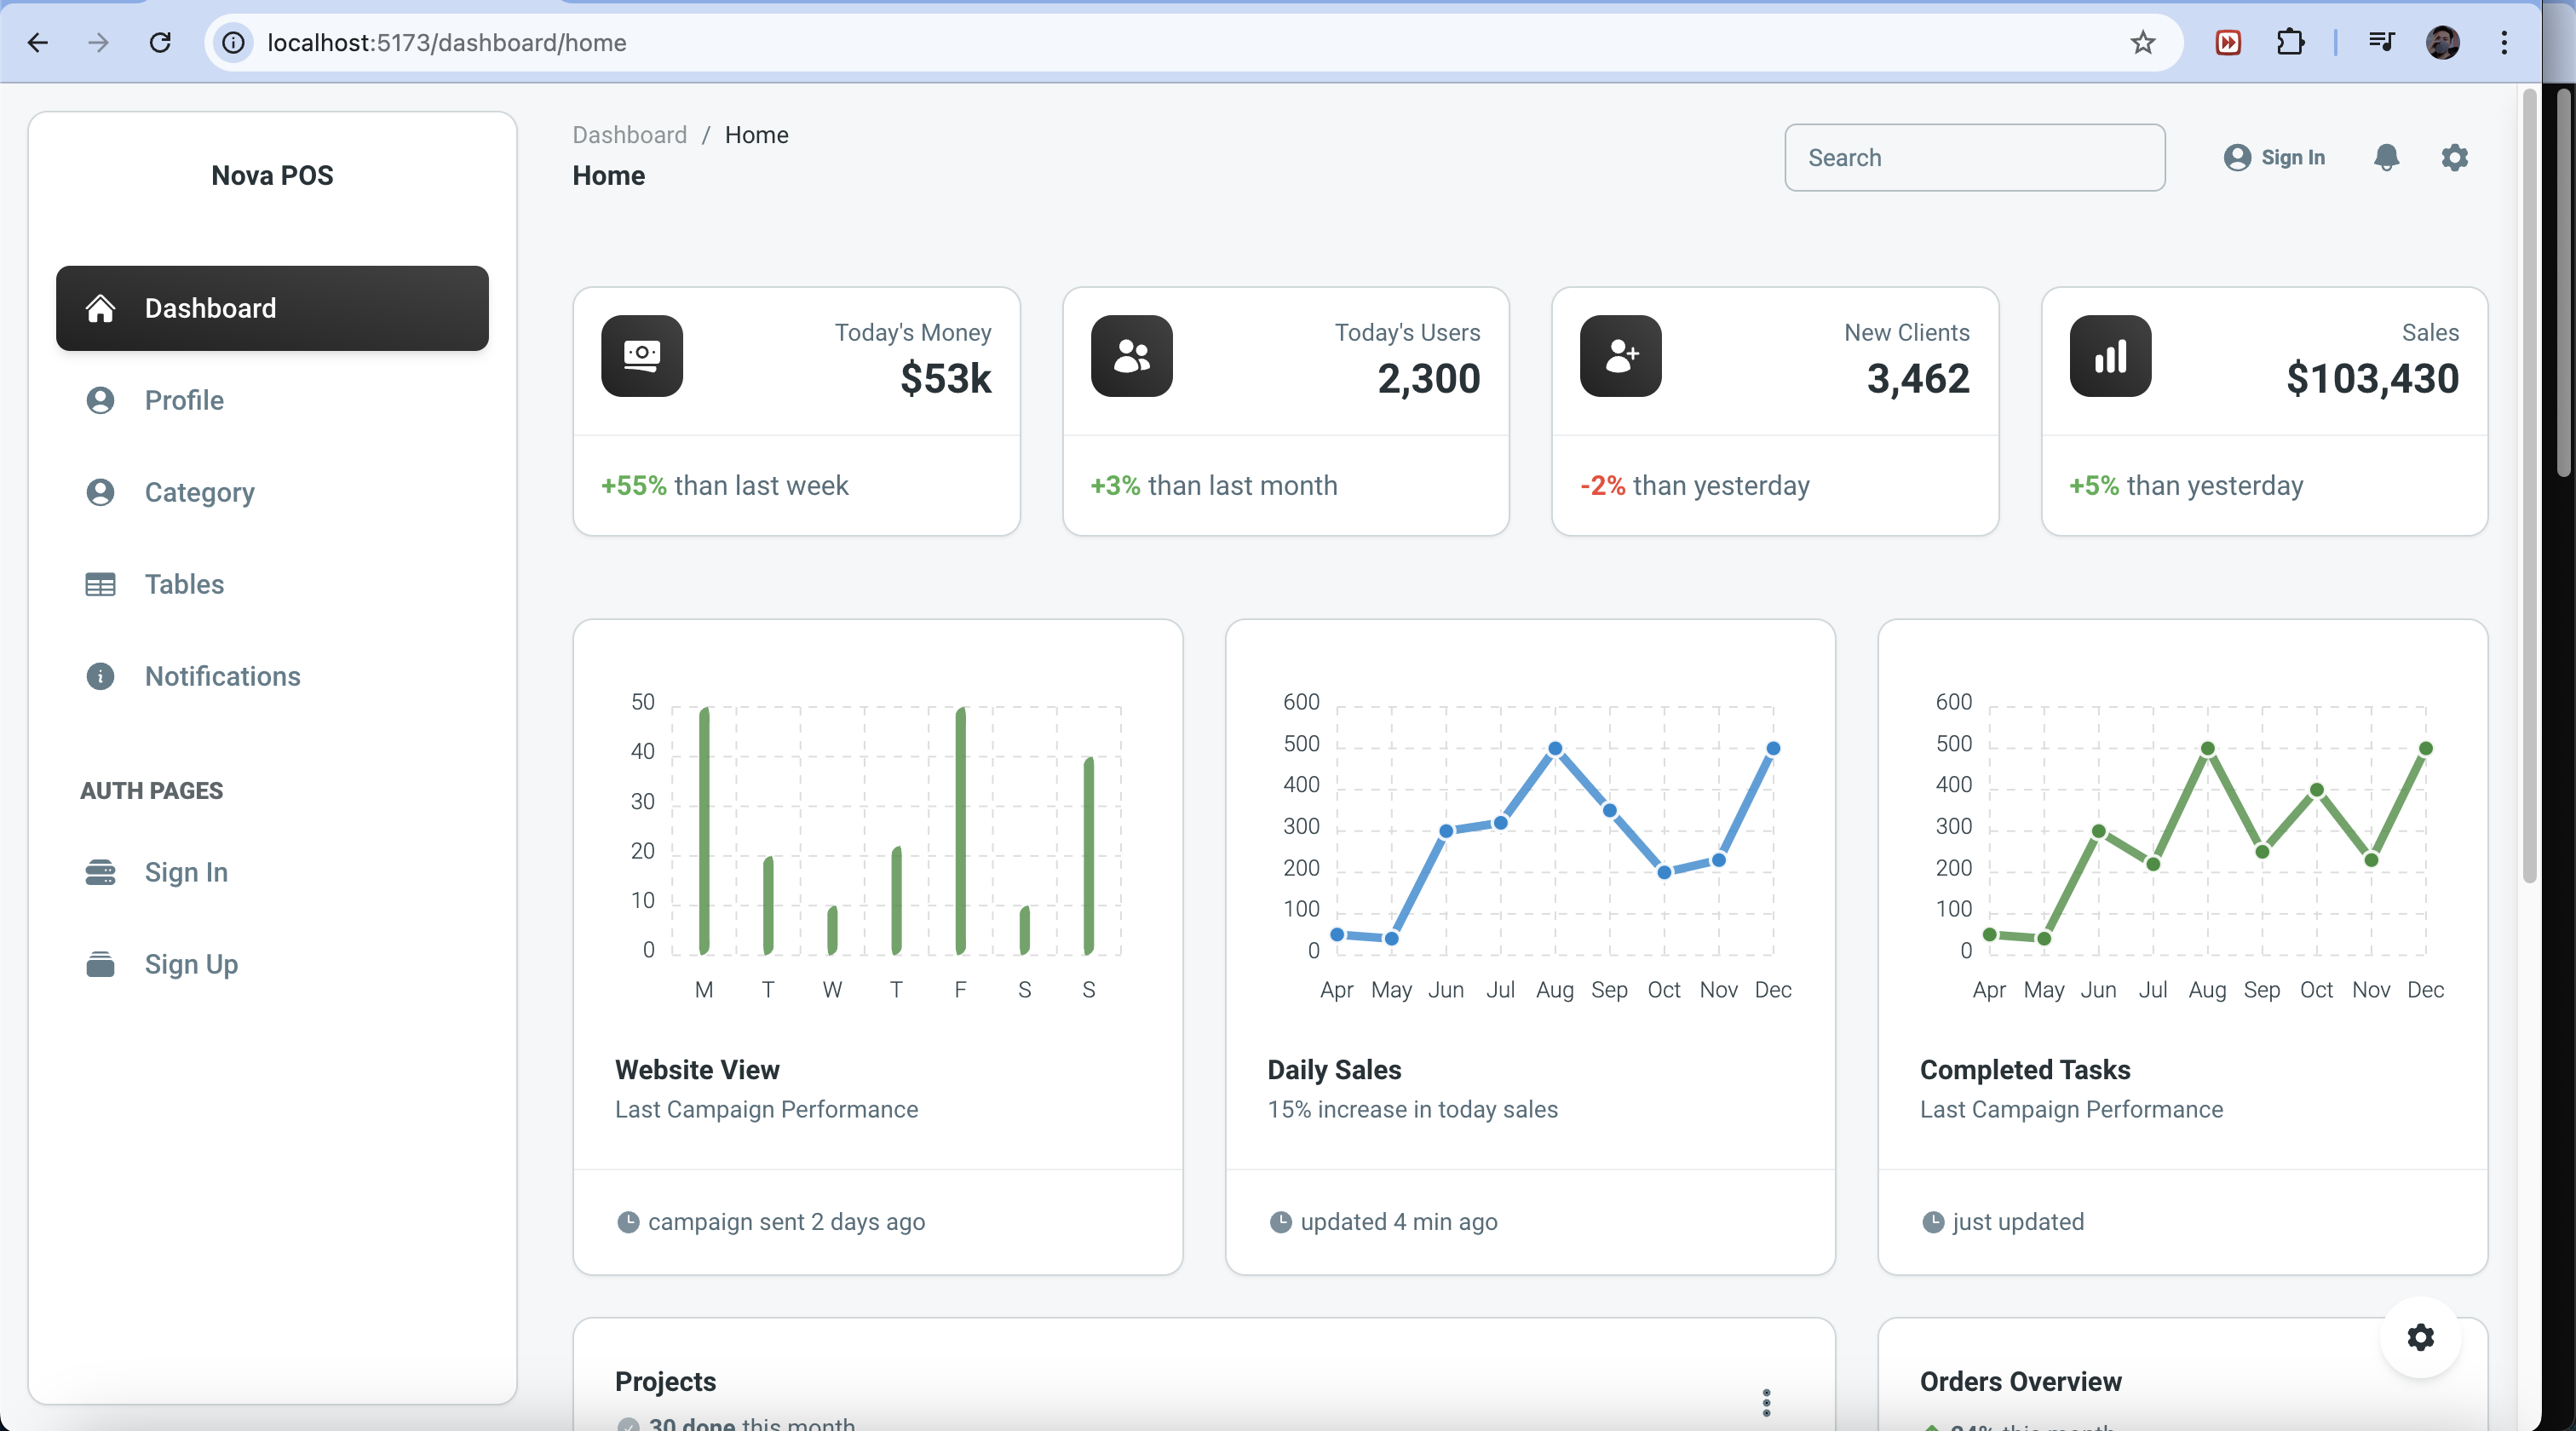 localhost:5173/dashboard/home
Nova POS
Dashboard
Profile
Category
Tables
Notifications
AUTH PAGES
Sign In
Sign Up
Dashboard / Home
Home
Search
Sign In
Today's Money
$53k
+55% than last week
Today's Users
2,300
+3% than last month
New Clients
3,462
-2% than yesterday
Sales
$103,430
+5% than yesterday
50
40
30
20
10
0
M T W T F S S
Website View
Last Campaign Performance
campaign sent 2 days ago
600
500
400
300
200
100
0
Apr May Jun Jul Aug Sep Oct Nov Dec
Daily Sales
15% increase in today sales
updated 4 min ago
600
500
400
300
200
100
0
Apr May Jun Jul Aug Sep Oct Nov Dec
Completed Tasks
Last Campaign Performance
just updated
Projects
30 done this month
Orders Overview
24% this month